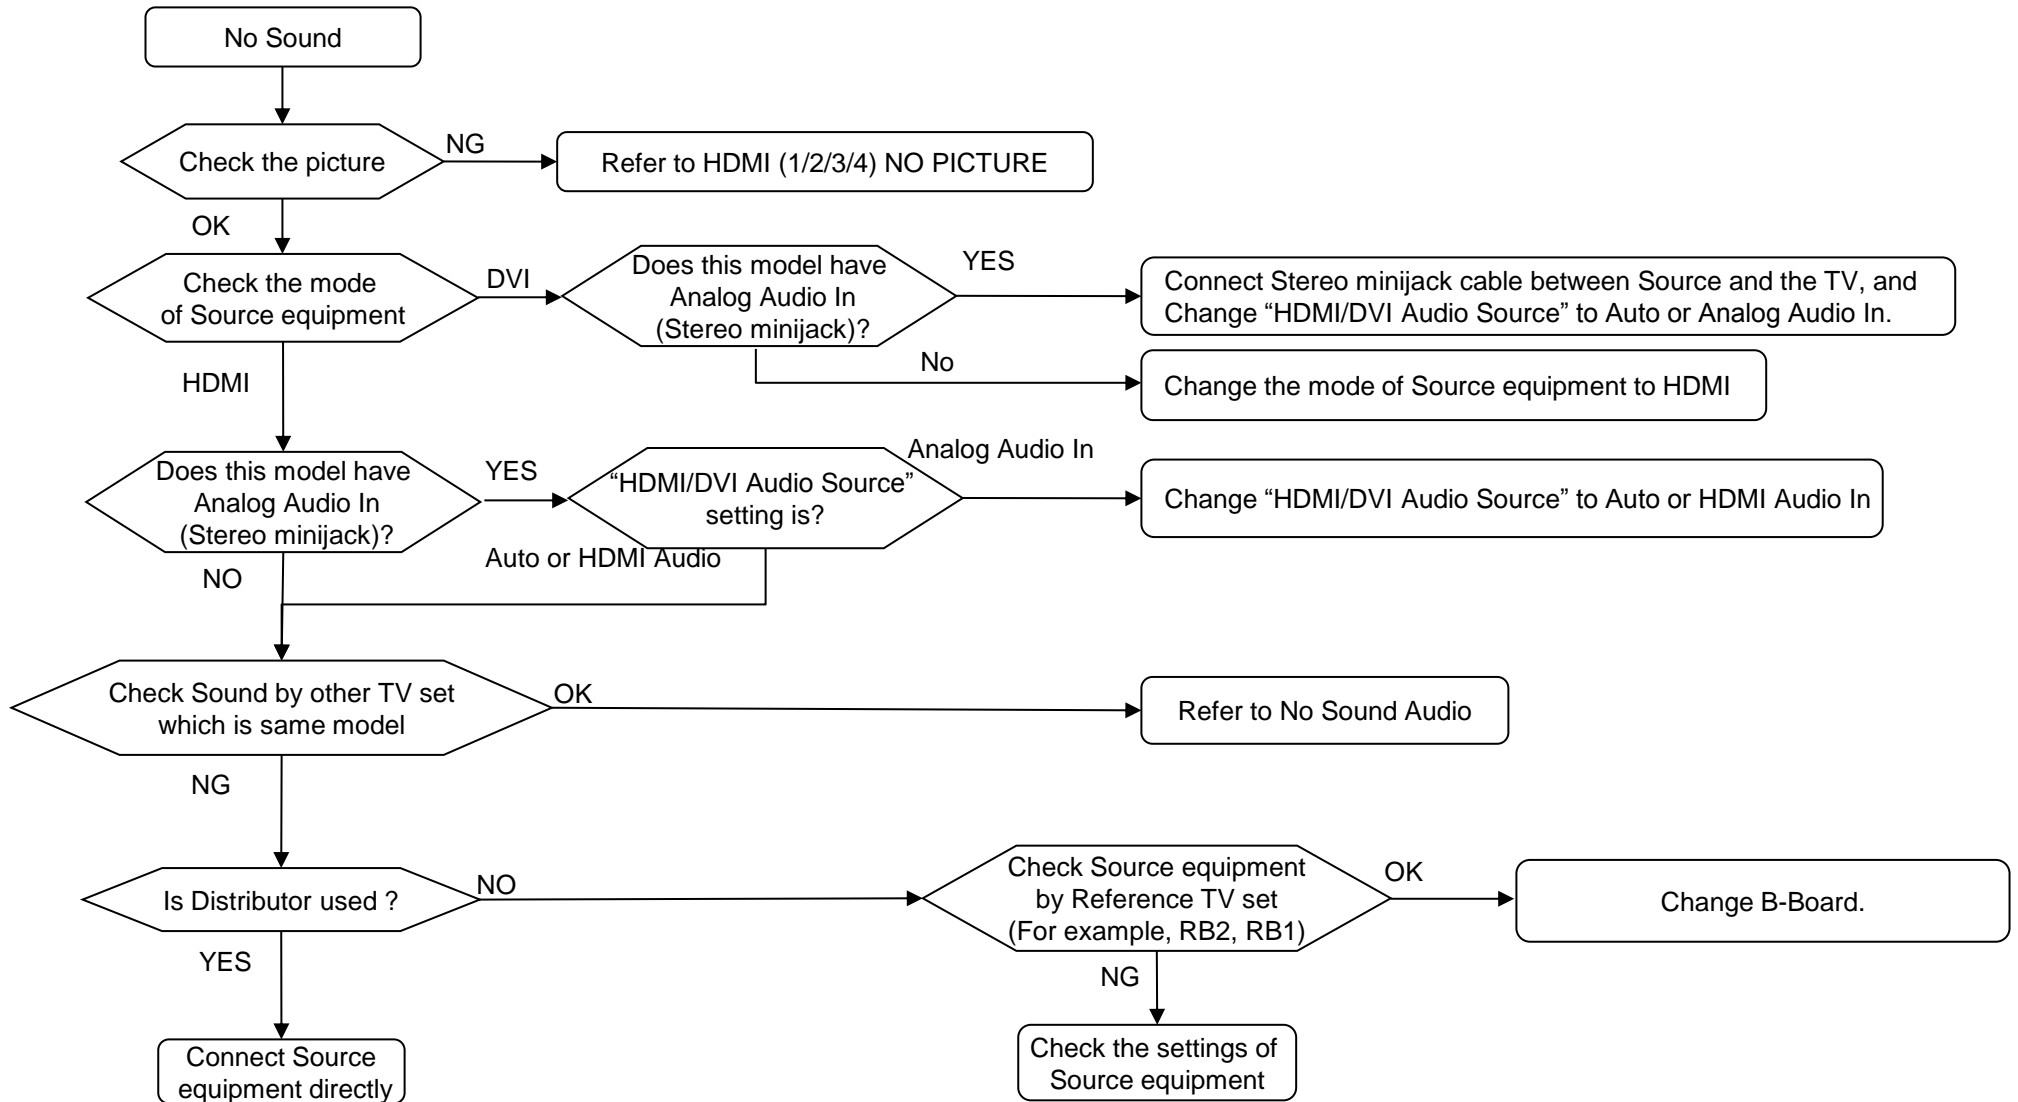 No Sound
Check the picture
NG
Refer to HDMI (1/2/3/4) NO PICTURE
OK
Check the mode
of Source equipment
DVI
Does this model have
Analog Audio In
(Stereo minijack)?
YES
Connect Stereo minijack cable between Source and the TV, and
Change “HDMI/DVI Audio Source” to Auto or Analog Audio In.
No
Change the mode of Source equipment to HDMI
HDMI
Does this model have
Analog Audio In
(Stereo minijack)?
YES
“HDMI/DVI Audio Source”
setting is?
Analog Audio In
Change “HDMI/DVI Audio Source” to Auto or HDMI Audio In
Auto or HDMI Audio
NO
Check Sound by other TV set
which is same model
OK
Refer to No Sound Audio
NG
Is Distributor used ?
NO
Check Source equipment
by Reference TV set
(For example, RB2, RB1)
OK
Change B-Board.
YES
NG
Connect Source
equipment directly
Check the settings of
Source equipment